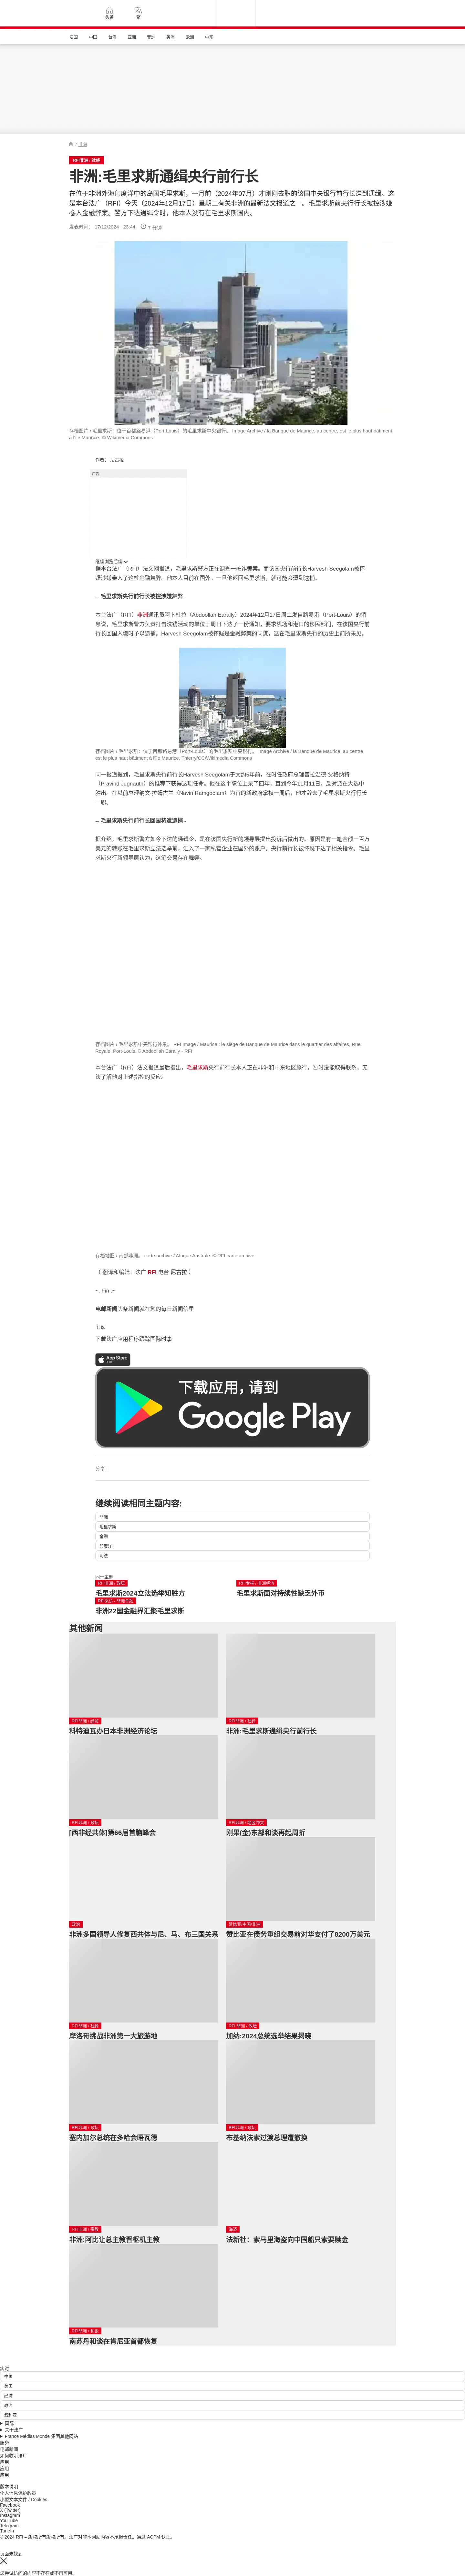 头条
繁
法国
中国
台海
亚洲
非洲
美洲
欧洲
中东
/ 非洲
RFI非洲 / 社经
非洲:毛里求斯通缉央行前行长
在位于非洲外海印度洋中的岛国毛里求斯，一月前（2024年07月）才刚刚去职的该国中央银行前行长遭到通缉。这
是本台法广（RFI）今天（2024年12月17日）星期二有关非洲的最新法文报道之一。毛里求斯前央行行长被控涉嫌
卷入金融弊案。警方下达通缉令时，他本人没有在毛里求斯国内。
发表时间： 17/12/2024 - 23:44 7 分钟
存档图片 / 毛里求斯：位于首都路易港（Port-Louis）的毛里求斯中央银行。 Image Archive / la Banque de Maurice, au centre, est le plus haut bâtiment
à l'île Maurice. © Wikimédia Commons
作者： 尼古拉
广告
继续浏览后续
据本台法广（RFI）法文网报道，毛里求斯警方正在调查一桩诈骗案。而该国央行前行长Harvesh Seegolam被怀
疑涉嫌卷入了这桩金融舞弊。他本人目前在国外。一旦他返回毛里求斯，就可能会遭到逮捕。
-- 毛里求斯央行前行长被控涉嫌舞弊 -
本台法广（RFI）非洲通讯员阿卜杜拉（Abdoollah Earally）2024年12月17日周二发自路易港（Port-Louis）的消
息说，毛里求斯警方负责打击洗钱活动的单位于周日下达了一份通知，要求机场和港口的移民部门，在该国央行前
行长回国入境时予以逮捕。Harvesh Seegolam被怀疑是金融弊案的同谋，这在毛里求斯央行的历史上前所未见。
存档图片 / 毛里求斯：位于首都路易港（Port-Louis）的毛里求斯中央银行。 Image Archive / la Banque de Maurice, au centre,
est le plus haut bâtiment à l'île Maurice. Thierry/CC/Wikimedia Commons
同一报道提到，毛里求斯央行前行长Harvesh Seegolam于大约5年前，在时任政府总理普拉温德·贾格纳特
（Pravind Jugnauth）的推荐下获得这项任命。他在这个职位上呆了四年，直到今年11月11日，反对派在大选中
胜出。在以前总理纳文·拉姆古兰（Navin Ramgoolam）为首的新政府掌权一周后，他才辞去了毛里求斯央行行长
一职。
-- 毛里求斯央行前行长回国将遭逮捕 -
据介绍，毛里求斯警方如今下达的通缉令，是在该国央行新的领导层提出投诉后做出的。原因是有一笔金额一百万
美元的转账在毛里求斯立法选举前，汇入了一家私营企业在国外的账户。央行前行长被怀疑下达了相关指令。毛里
求斯央行新领导层认为，这笔交易存在舞弊。
存档图片 / 毛里求斯中央银行外景。 RFI Image / Maurice : le siège de Banque de Maurice dans le quartier des affaires, Rue
Royale, Port-Louis. © Abdoollah Earally - RFI
本台法广（RFI）法文报道最后指出，毛里求斯央行前行长本人正在非洲和中东地区旅行，暂时没能取得联系，无
法了解他对上述指控的反应。
存档地图 / 南部非洲。 carte archive / Afrique Australe. © RFI carte archive
（ 翻译和编辑：法广 RFI 电台 尼古拉 ）
–. Fin .–
电邮新闻头条新闻就在您的每日新闻信里
订阅
下载法广应用程序跟踪国际时事
App Store
下载应用，请到
Google Play
分享 :
继续阅读相同主题内容:
非洲
毛里求斯
金融
印度洋
司法
同一主题
RFI非洲 / 政坛
毛里求斯2024立法选举知胜方
RFI专栏 / 非洲经济
毛里求斯面对持续性缺乏外币
RFI采访 / 非洲金融
非洲22国金融界汇聚毛里求斯
其他新闻
RFI非洲 / 经贸
科特迪瓦办日本非洲经济论坛
RFI非洲 / 社经
非洲:毛里求斯通缉央行前行长
RFI非洲 / 政坛
[西非经共体]第66届首脑峰会
RFI非洲 / 地区冲突
刚果(金)东部和谈再起周折
政治
非洲多国领导人修复西共体与尼、马、布三国关系
赞比亚/中国/非洲
赞比亚在债务重组交易前对华支付了8200万美元
RFI非洲 / 社经
摩洛哥挑战非洲第一大旅游地
RFI 非洲 / 政坛
加纳:2024总统选举结果揭晓
RFI非洲 / 政坛
塞内加尔总统在多哈会晤瓦德
RFI非洲 / 政坛
布基纳法索过渡总理遭撤换
RFI非洲 / 宗教
非洲:阿比让总主教晋枢机主教
海盗
法新社：索马里海盗向中国船只索要赎金
RFI非洲 / 和谈
南苏丹和谈在肯尼亚首都恢复
实时
中国
美国
经济
政治
叙利亚
国际
关于法广
France Médias Monde 集团其他网站
服务
电邮新闻
如何收听法广
应用
应用
应用
版本说明
个人信息保护政策
小型文本文件 / Cookies
Facebook
X (Twitter)
Instagram
YouTube
Telegram
TuneIn
© 2024 RFI – 版权所有版权所有。法广对非本网站内容不承担责任。通过 ACPM 认证。
页面未找到
您尝试访问的内容不存在或不再可用。